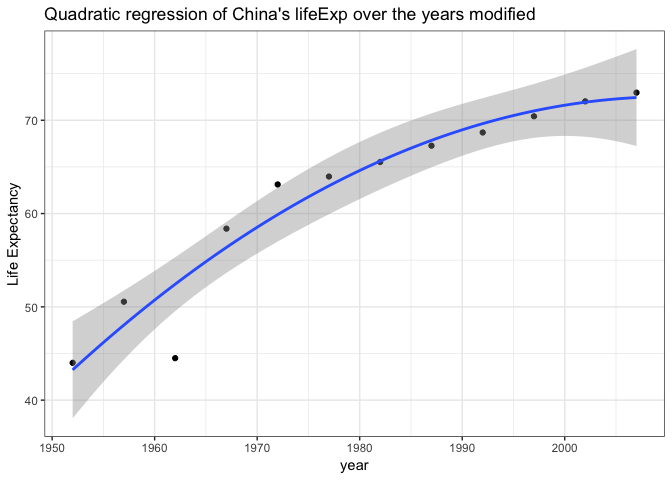 Quadratic regression of China's lifeExp over the years modified
Life Expectancy
70
60
50
40
1950 1960 1970 1980 1990 2000
year